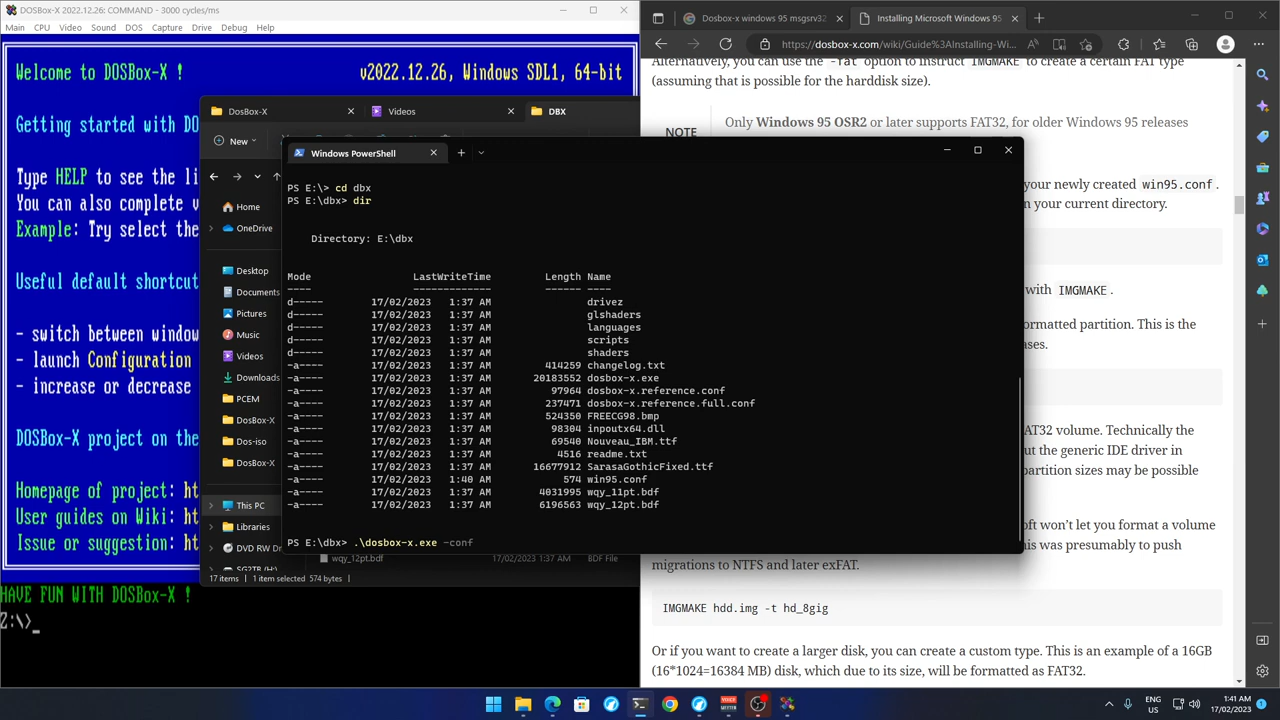 DOSBox-X 2022.12.26: COMMAND - 3000 cycles/ms
Main CPU Video Sound DOS Capture Drive Debug Help
Welcome to DOSBox-X ! v2022.12.26, Windows SDL1, 64-bit
Getting started with DO
Type HELP to see the li
You can also complete
Example: Try select the
Useful default shortcut
- switch between window
- launch Configuration
- increase or decrease
DOSBox-X project on the
Homepage of project: ht
User guides on Wiki: ht
Issue or suggestion: ht
HAVE FUN WITH DOSBox-X !
Z:\>_
DosBox-X
Videos
DBX
New
Home
OneDrive
Desktop
Documents
Pictures
Music
Videos
Downloads
PCEM
DosBox-X
Dos-iso
DosBox-X
This PC
Libraries
DVD RW Dri
SG2TB (H:)
wqy_12pt.bdf 17/02/2023 1:37 AM BDF File
17 items 1 item selected 574 bytes
Windows PowerShell
PS E:\> cd dbx
PS E:\dbx> dir
Directory: E:\dbx
Mode LastWriteTime Length Name
---- ------------- ------ ----
d----- 17/02/2023 1:37 AM drivez
d----- 17/02/2023 1:37 AM glshaders
d----- 17/02/2023 1:37 AM languages
d----- 17/02/2023 1:37 AM scripts
d----- 17/02/2023 1:37 AM shaders
-a---- 17/02/2023 1:37 AM 414259 changelog.txt
-a---- 17/02/2023 1:37 AM 20183552 dosbox-x.exe
-a---- 17/02/2023 1:37 AM 97964 dosbox-x.reference.conf
-a---- 17/02/2023 1:37 AM 237471 dosbox-x.reference.full.conf
-a---- 17/02/2023 1:37 AM 524350 FREECG98.bmp
-a---- 17/02/2023 1:37 AM 98304 inpoutx64.dll
-a---- 17/02/2023 1:37 AM 69540 Nouveau_IBM.ttf
-a---- 17/02/2023 1:37 AM 4516 readme.txt
-a---- 17/02/2023 1:37 AM 16677912 SarasaGothicFixed.ttf
-a---- 17/02/2023 1:40 AM 574 win95.conf
-a---- 17/02/2023 1:37 AM 4031995 wqy_11pt.bdf
-a---- 17/02/2023 1:37 AM 6196563 wqy_12pt.bdf
PS E:\dbx> .\dosbox-x.exe -conf
Dosbox-x windows 95 msgsrv32
Installing Microsoft Windows 95
https://dosbox-x.com/wiki/Guide%3AInstalling-Wi...
Alternatively, you can use the -fat option to instruct IMGMAKE to create a certain FAT type
(assuming that is possible for the harddisk size).
NOTE
Only Windows 95 OSR2 or later supports FAT32, for older Windows 95 releases
your newly created win95.conf.
n your current directory.
with IMGMAKE.
ormatted partition. This is the
ases.
AT32 volume. Technically the
ut the generic IDE driver in
partition sizes may be possible
oft won't let you format a volume
his was presumably to push
migrations to NTFS and later exFAT.
IMGMAKE hdd.img -t hd_8gig
Or if you want to create a larger disk, you can create a custom type. This is an example of a 16GB
(16*1024=16384 MB) disk, which due to its size, will be formatted as FAT32.
ENG
US
1:41 AM
17/02/2023